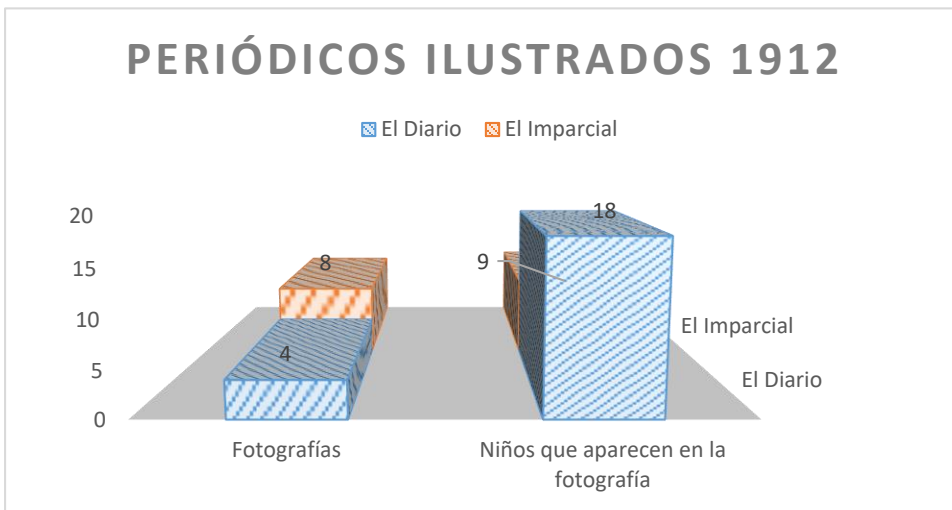 PERIÓDICOS ILUSTRADOS 1912
El Diario El Imparcial
20
15
10
5
0
8
4
18
9
El Imparcial
El Diario
Fotografías
Niños que aparecen en la
fotografía